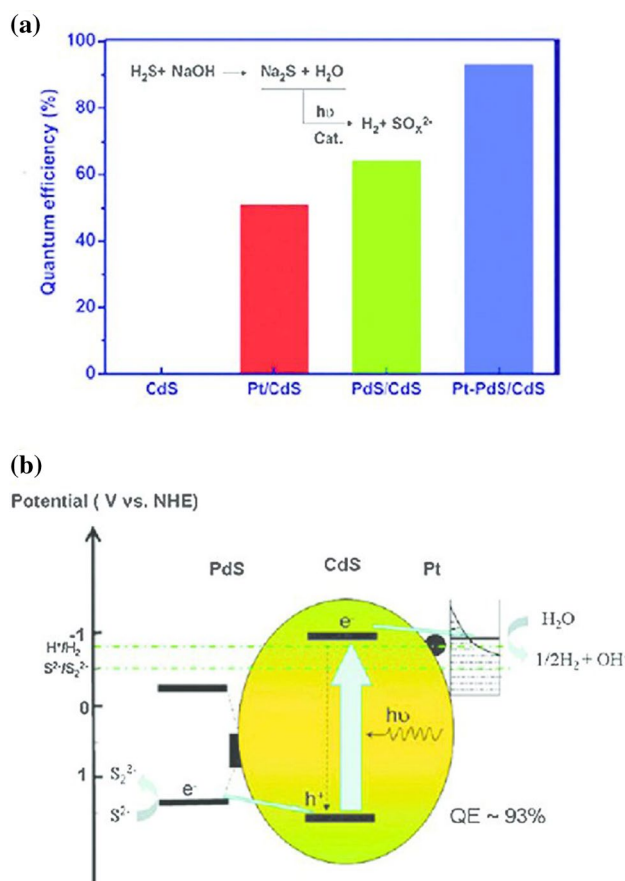 (a)
100
80
60
40
20
0
Quantum efficiency (%)
H₂S+ NaOH → Na₂S + H₂O
hυ
Cat.
H₂+ SOₓ²⁻
CdS Pt/CdS PdS/CdS Pt-PdS/CdS
(b)
Potential ( V vs. NHE)
PdS CdS Pt
-1
H⁺/H₂
S²⁻/S₂²⁻
0
1
e⁻
H₂O
1/2H₂ + OH⁻
hυ
S₂²⁻
e⁻
h⁺
S²⁻
QE ~ 93%